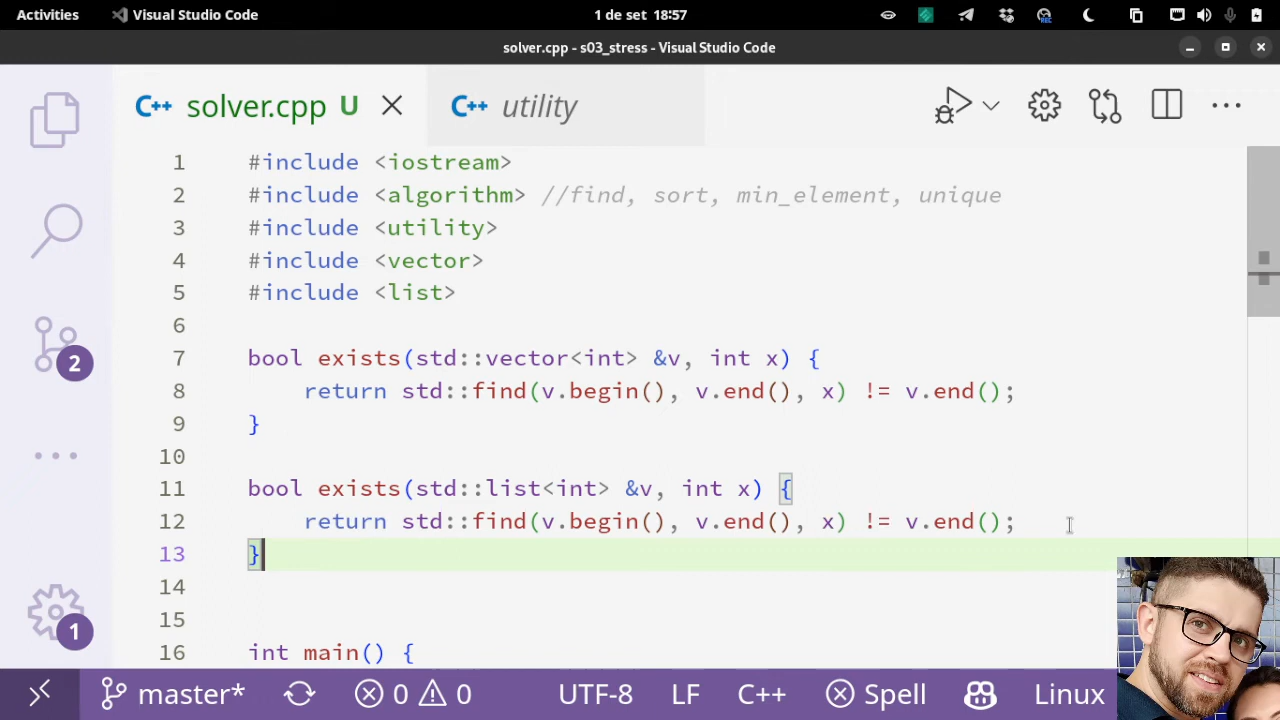 Activities Visual Studio Code 1 de set 18:57
REC
solver.cpp - s03_stress - Visual Studio Code
C++ solver.cpp U C++ utility
1 #include <iostream>
2 #include <algorithm> //find, sort, min_element, unique
3 #include <utility>
4 #include <vector>
5 #include <list>
6
7 bool exists(std::vector<int> &v, int x) {
8 return std::find(v.begin(), v.end(), x) != v.end();
9 }
10
11 bool exists(std::list<int> &v, int x) {
12 return std::find(v.begin(), v.end(), x) != v.end();
13 }
14
15
16 int main() {
2
1
master* 0 0 UTF-8 LF C++ Spell Linux